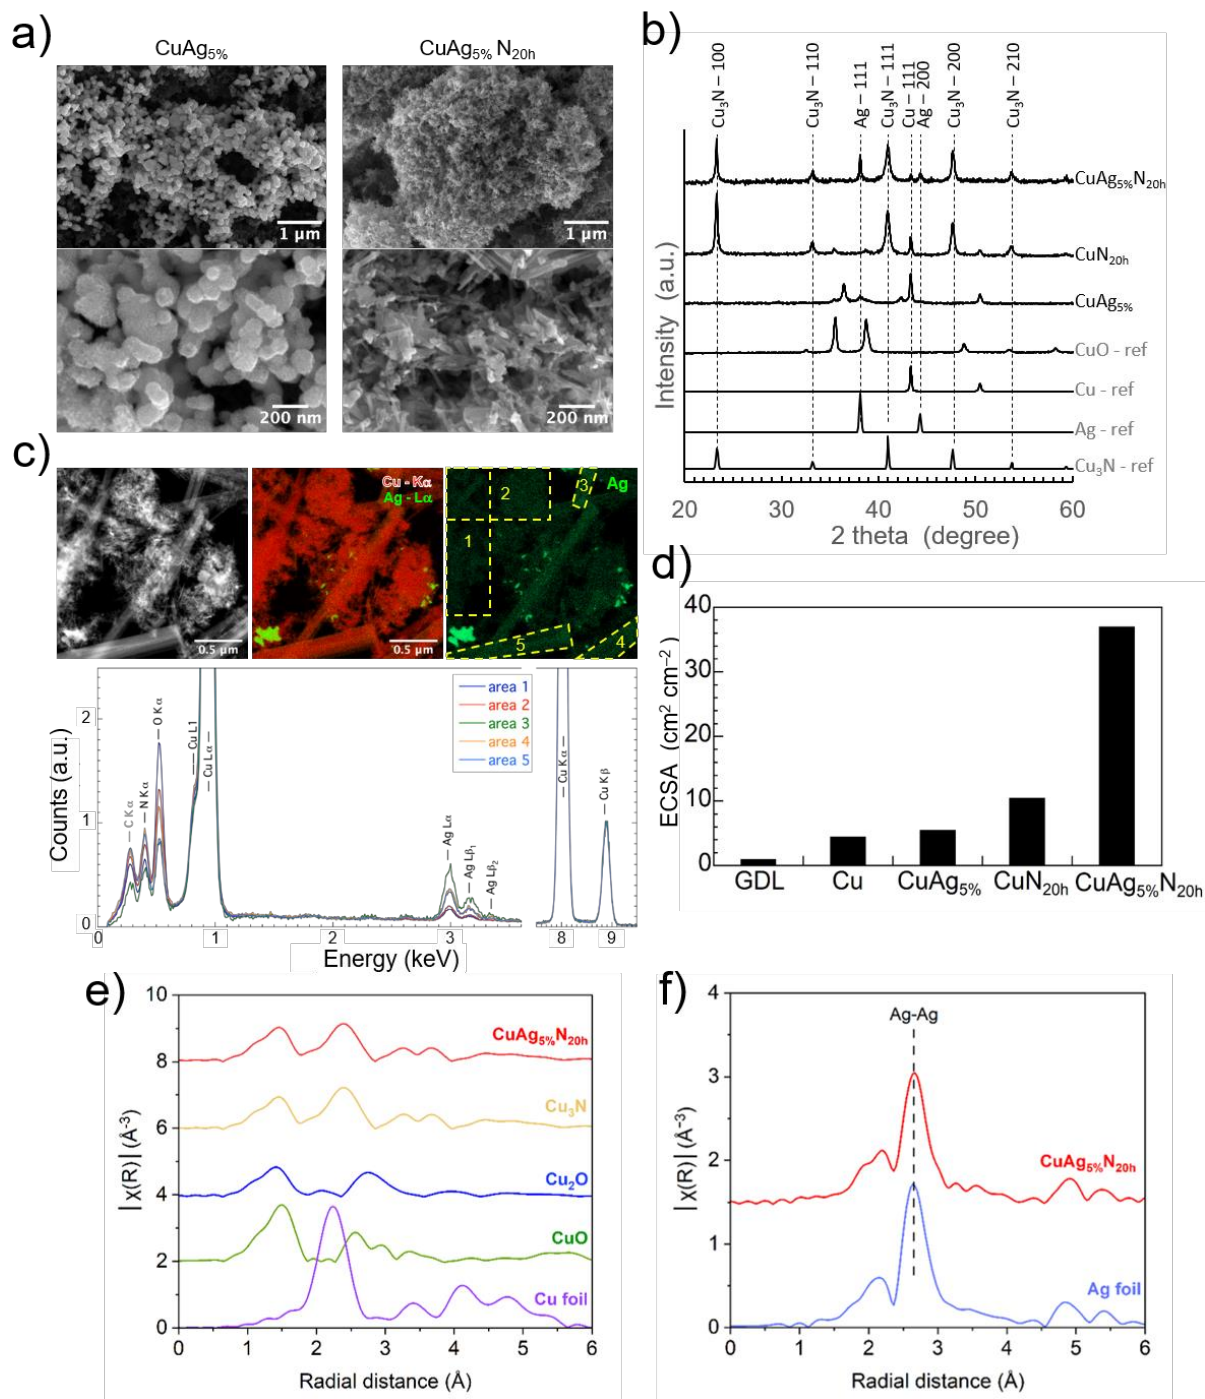 a)
CuAg5%
CuAg5% N20h
1 µm
1 µm
200 nm
200 nm
b)
Cu3N – 100
Cu3N – 110
Ag – 111
Cu3N – 111
Cu – 111
Ag – 200
Cu3N – 200
Cu3N – 210
CuAg5%N20h
CuN20h
CuAg5%
CuO – ref
Cu – ref
Ag – ref
Cu3N – ref
Intensity (a.u.)
20 30 40 50 60
2 theta (degree)
c)
Cu - Kα
Ag - Lα
0.5 µm
0.5 µm
Ag
1
2
3
4
5
area 1
area 2
area 3
area 4
area 5
C Kα
N Kα
O Kα
Cu L1
Cu Lα
Ag Lα
Ag Lβ1
Ag Lβ2
Cu Kα
Cu Kβ
Counts (a.u.)
2
1
0
0 1 2 3 8 9
Energy (keV)
d)
ECSA (cm2 cm−2)
40
30
20
10
0
GDL Cu CuAg5% CuN20h CuAg5%N20h
e)
10
8
6
4
2
0
|χ(R)| (Å-3)
CuAg5%N20h
Cu3N
Cu2O
CuO
Cu foil
0 1 2 3 4 5 6
Radial distance (Å)
f)
4
3
2
1
0
|χ(R)| (Å-3)
Ag-Ag
CuAg5%N20h
Ag foil
0 1 2 3 4 5 6
Radial distance (Å)